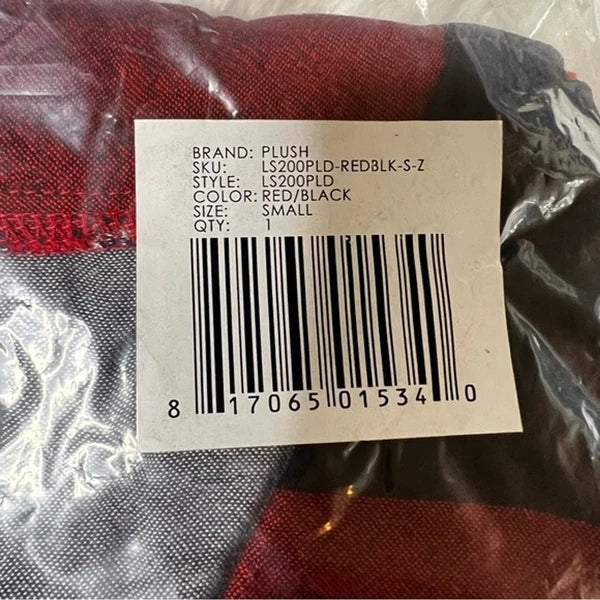 BRAND: PLUSH
SKU: LS200PLD-REDBLK-S-Z
STYLE: LS200PLD
COLOR: RED/BLACK
SIZE: SMALL
QTY: 1
8 17065 01534 0